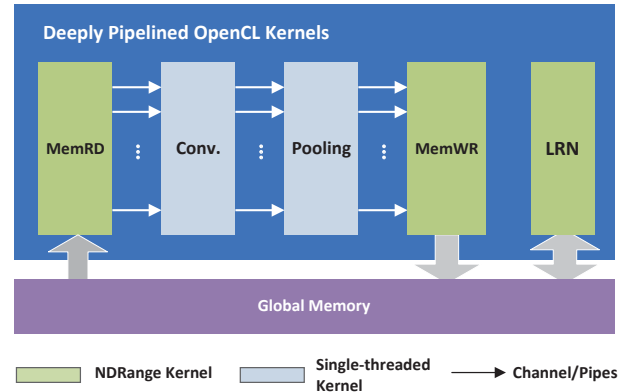 Deeply Pipelined OpenCL Kernels
MemRD
Conv.
Pooling
MemWR
LRN
Global Memory
NDRange Kernel
Single-threaded
Kernel
Channel/Pipes